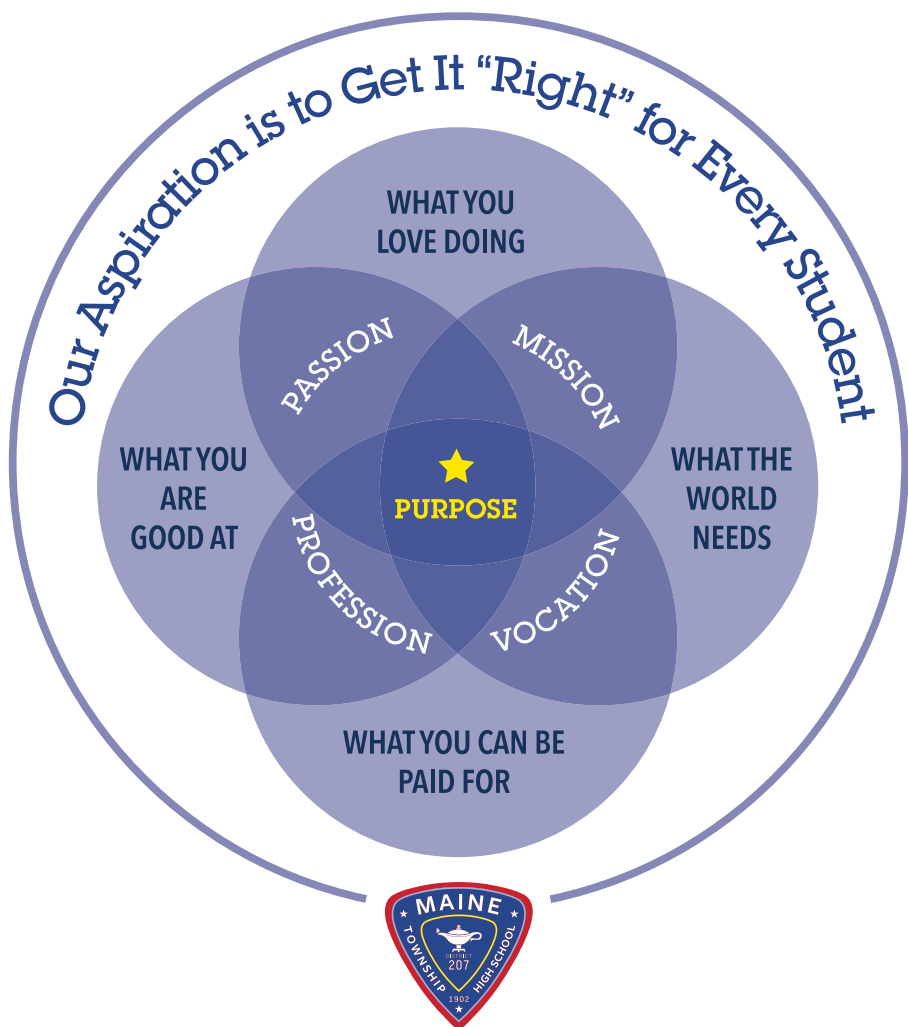 Our Aspiration is to Get It “Right” for Every Student
WHAT YOU
LOVE DOING
PASSION
MISSION
WHAT YOU
ARE
GOOD AT
PURPOSE
WHAT THE
WORLD
NEEDS
PROFESSION
VOCATION
WHAT YOU CAN BE
PAID FOR
MAINE
TOWNSHIP
HIGH SCHOOL
DISTRICT
207
1902